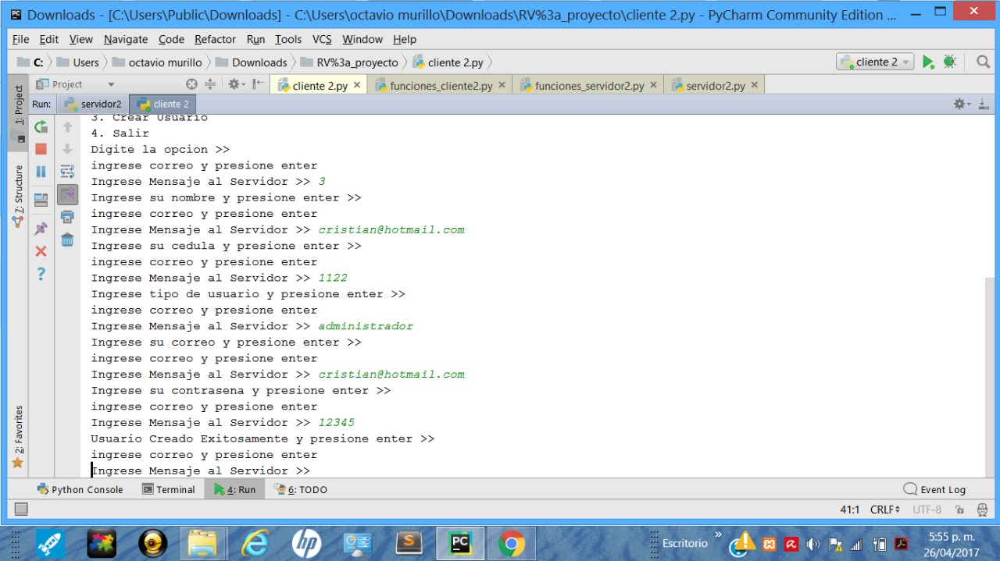 Downloads - [C:\Users\Public\Downloads] - C:\Users\octavio murillo\Downloads\RV%3a_proyecto\cliente 2.py - PyCharm Community Edition ...
File Edit View Navigate Code Refactor Run Tools VCS Window Help
C: Users octavio murillo Downloads RV%3a_proyecto cliente 2.py cliente 2
Project cliente 2.py funciones_cliente2.py funciones_servidor2.py servidor2.py
Run: servidor2 cliente 2
1: Project
Z: Structure
2: Favorites
3. Crear Usuario
4. Salir
Digite la opcion >>
ingrese correo y presione enter
Ingrese Mensaje al Servidor >> 3
Ingrese su nombre y presione enter >>
ingrese correo y presione enter
Ingrese Mensaje al Servidor >> cristian@hotmail.com
Ingrese su cedula y presione enter >>
ingrese correo y presione enter
Ingrese Mensaje al Servidor >> 1122
Ingrese tipo de usuario y presione enter >>
ingrese correo y presione enter
Ingrese Mensaje al Servidor >> administrador
Ingrese su correo y presione enter >>
ingrese correo y presione enter
Ingrese Mensaje al Servidor >> cristian@hotmail.com
Ingrese su contrasena y presione enter >>
ingrese correo y presione enter
Ingrese Mensaje al Servidor >> 12345
Usuario Creado Exitosamente y presione enter >>
ingrese correo y presione enter
Ingrese Mensaje al Servidor >>
Python Console Terminal 4: Run 6: TODO Event Log
41:1 CRLF UTF-8
Escritorio
5:55 p. m.
26/04/2017